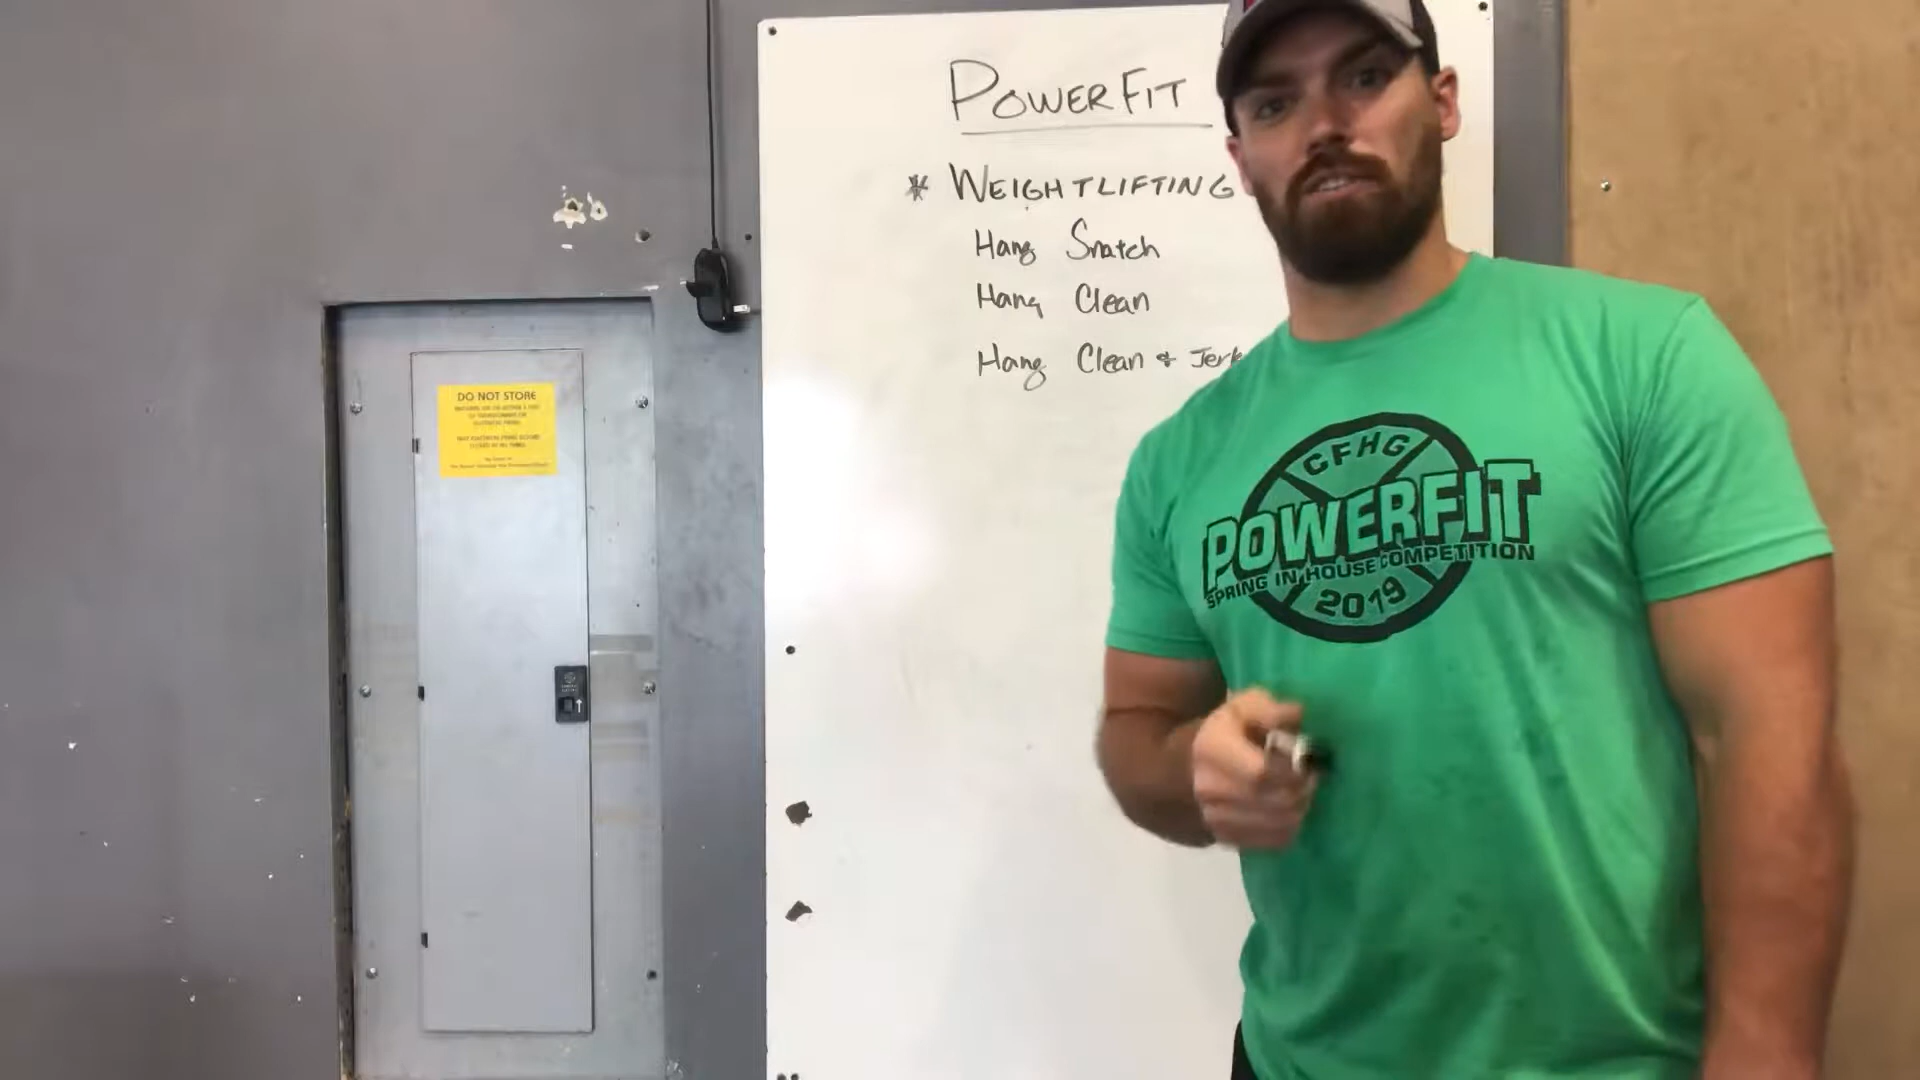 POWERFIT
* WEIGHTLIFTING
Hang Snatch
Hang Clean
Hang Clean + Jerk
DO NOT STORE
CFHG
POWERFIT
SPRING IN HOUSE COMPETITION
2019